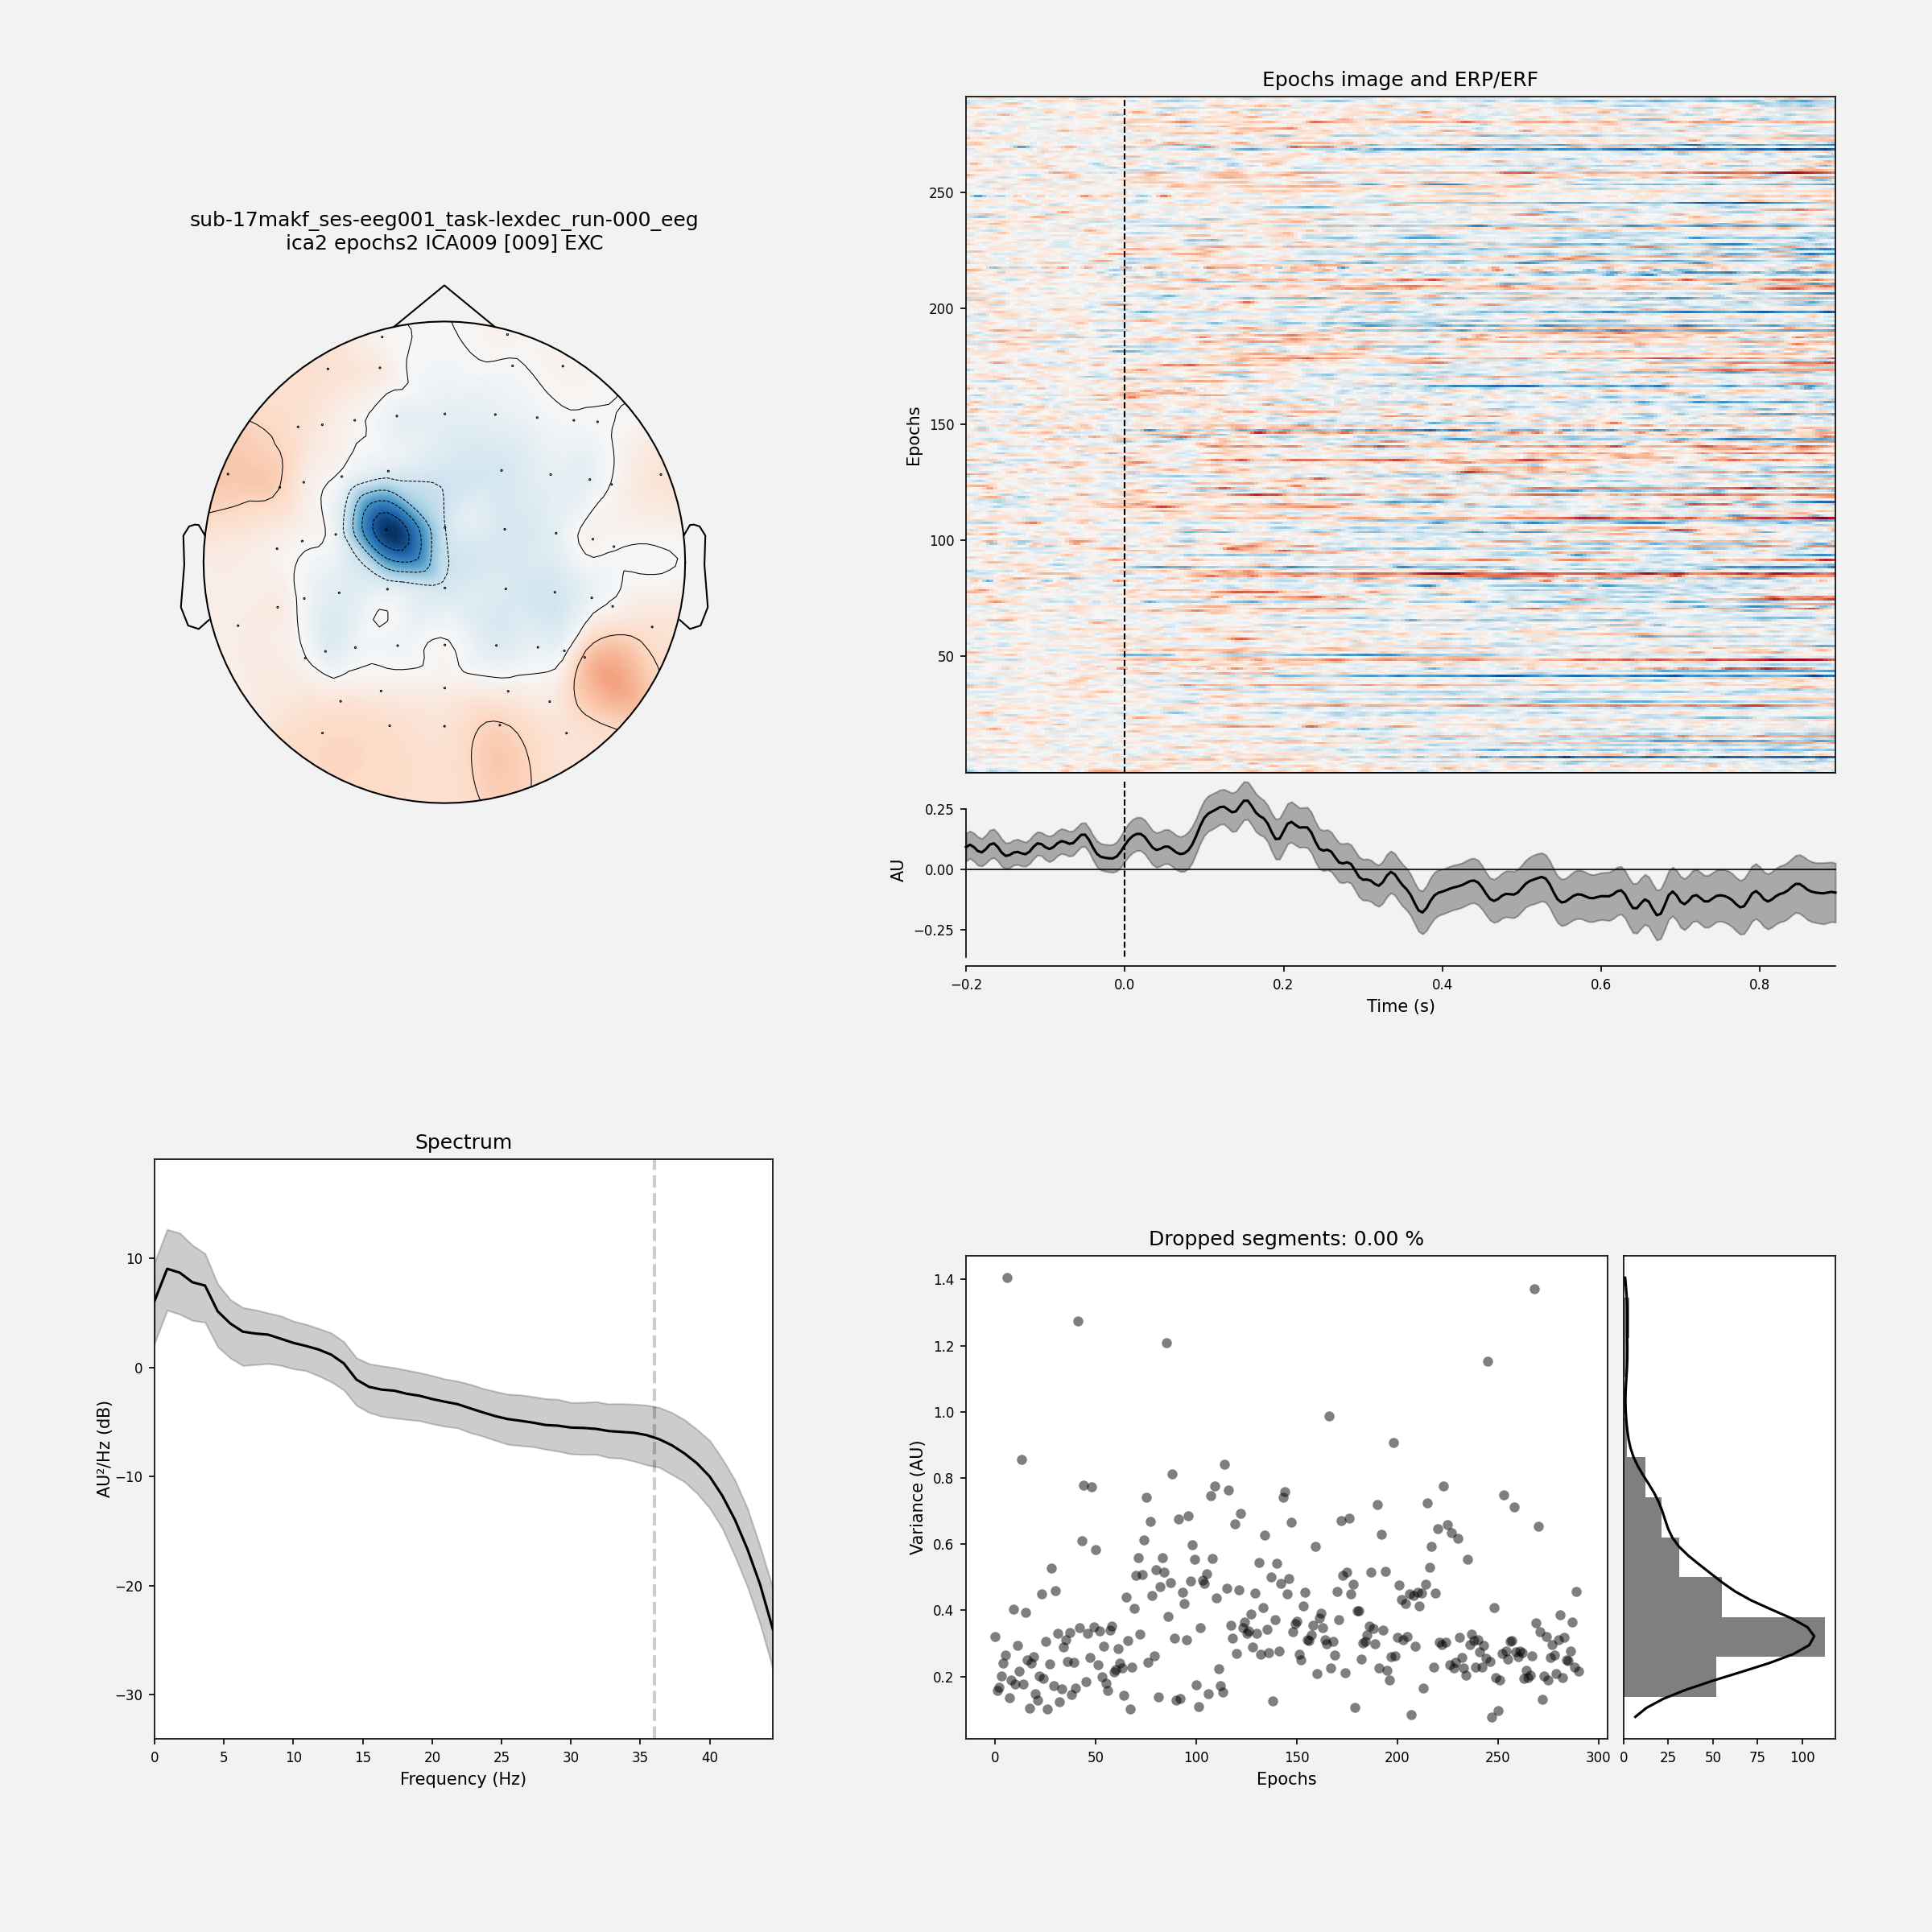 Epochs image and ERP/ERF
sub-17makf_ses-eeg001_task-lexdec_run-000_eeg
ica2 epochs2 ICA009 [009] EXC
Epochs
250
200
150
100
50
AU
0.25
0.00
−0.25
−0.2 0.0 0.2 0.4 0.6 0.8
Time (s)
Spectrum
AU²/Hz (dB)
10
0
−10
−20
−30
0 5 10 15 20 25 30 35 40
Frequency (Hz)
Dropped segments: 0.00 %
Variance (AU)
1.4
1.2
1.0
0.8
0.6
0.4
0.2
0 50 100 150 200 250 300
Epochs
0 25 50 75 100